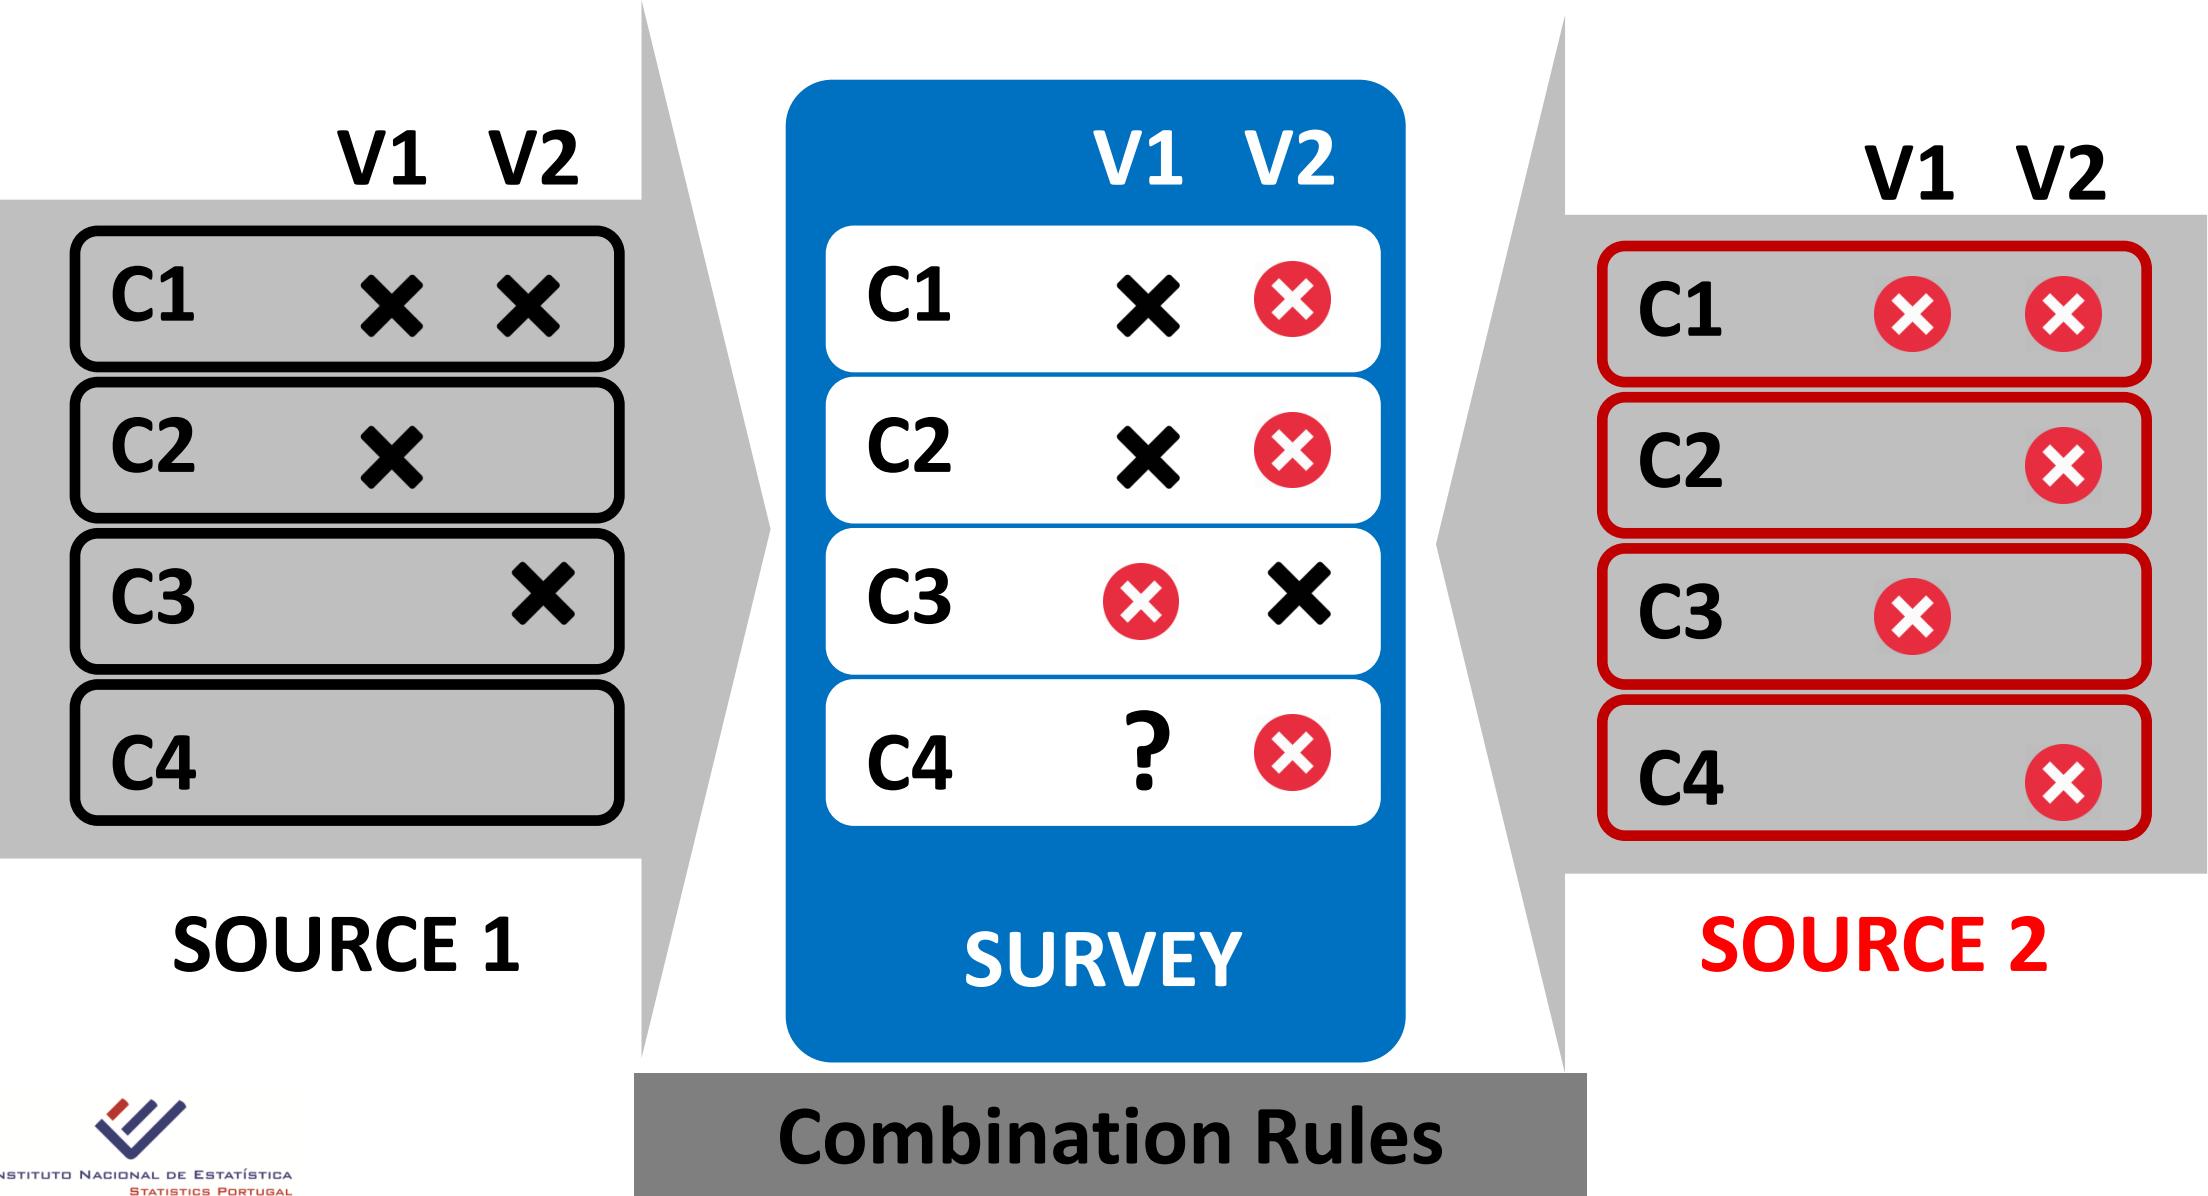 V1 V2
C1
C2
C3
C4
SOURCE 1
V1 V2
C1
C2
C3
C4 ?
SURVEY
V1 V2
C1
C2
C3
C4
SOURCE 2
Combination Rules
NSTITUTO NACIONAL DE ESTATÍSTICA
STATISTICS PORTUGAL